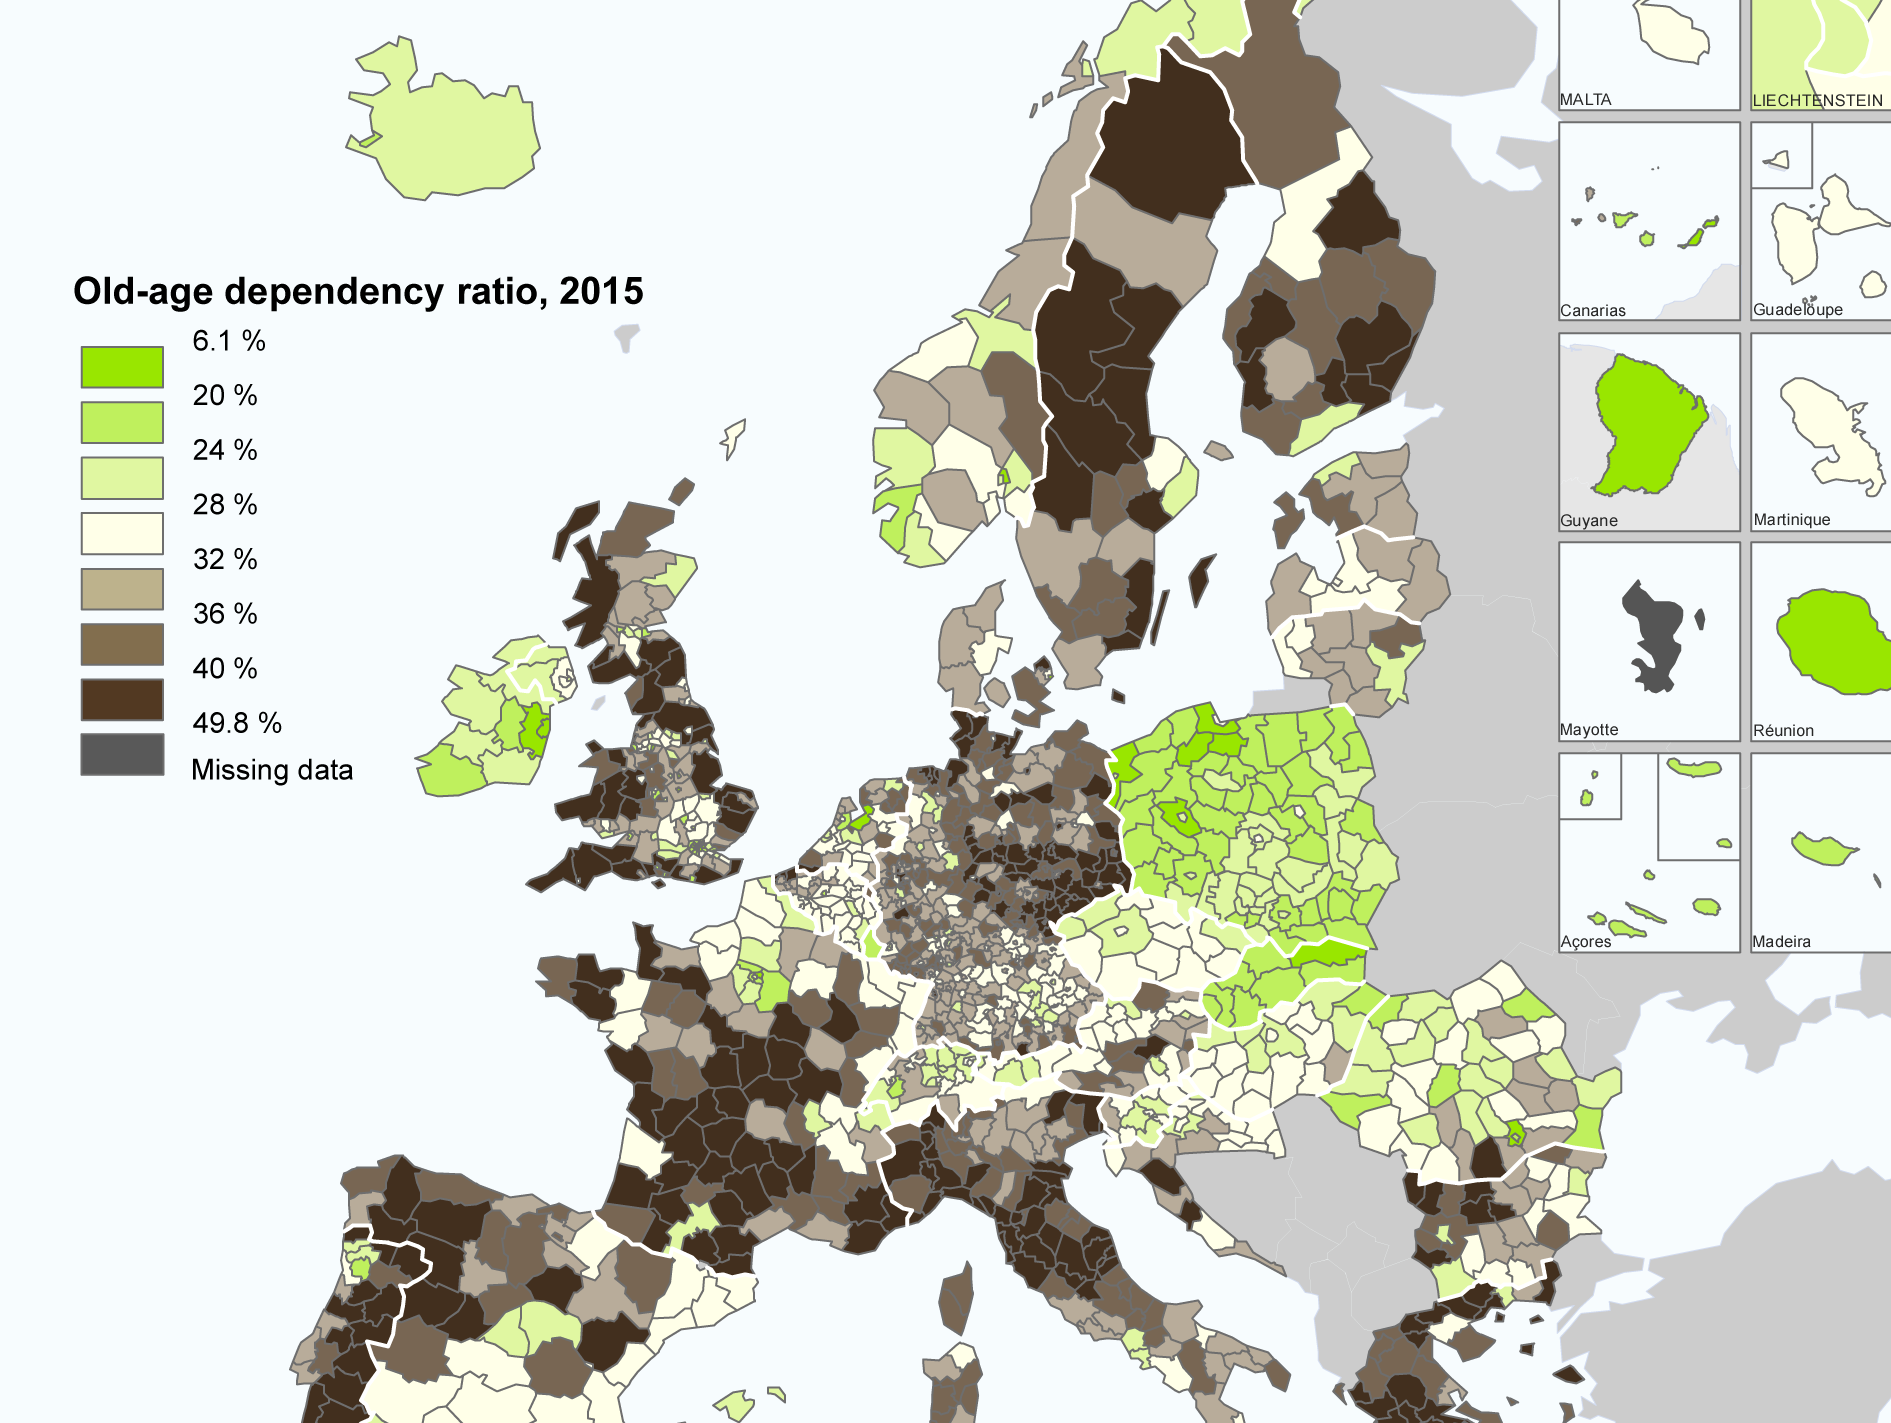 MALTA
LIECHTENSTEIN
Canarias
Guadeloupe
Old-age dependency ratio, 2015
6.1 %
20 %
24 %
28 %
32 %
36 %
40 %
49.8 %
Missing data
Guyane
Martinique
Mayotte
Réunion
Açores
Madeira